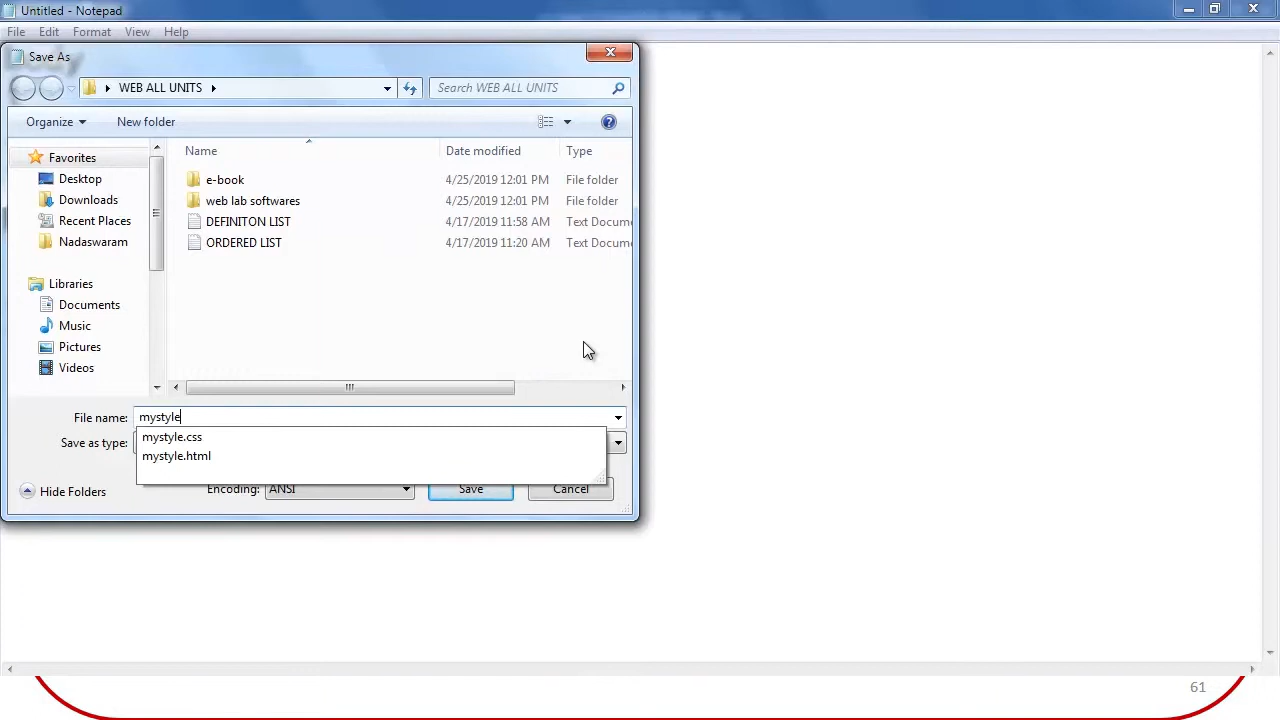 Untitled - Notepad
File Edit Format View Help
Save As
WEB ALL UNITS
Search WEB ALL UNITS
Organize New folder
Name Date modified Type
Favorites
Desktop
Downloads
Recent Places
Nadaswaram
Libraries
Documents
Music
Pictures
Videos
e-book 4/25/2019 12:01 PM File folder
web lab softwares 4/25/2019 12:01 PM File folder
DEFINITON LIST 4/17/2019 11:58 AM Text Docum
ORDERED LIST 4/17/2019 11:20 AM Text Docum
File name: mystyle
Save as type:
mystyle.css
mystyle.html
Hide Folders Encoding: ANSI Save Cancel
61